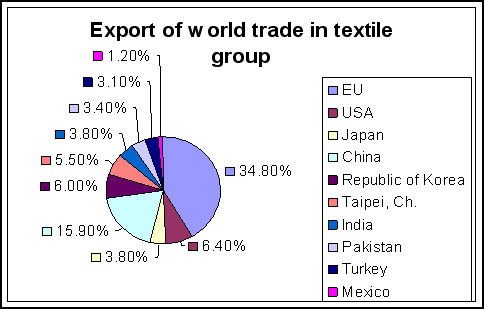 Export of world trade in textile
group
1.20%
3.10%
3.40%
3.80%
5.50%
6.00%
15.90%
3.80%
6.40%
34.80%
EU
USA
Japan
China
Republic of Korea
Taipei, Ch.
India
Pakistan
Turkey
Mexico